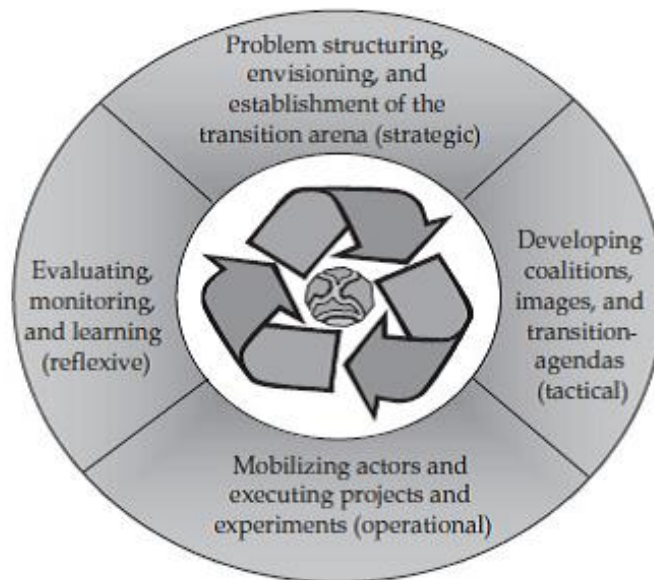 Problem structuring,
envisioning, and
establishment of the
transition arena (strategic)
Developing
coalitions,
images, and
transition-
agendas
(tactical)
Mobilizing actors and
executing projects and
experiments (operational)
Evaluating,
monitoring,
and learning
(reflexive)